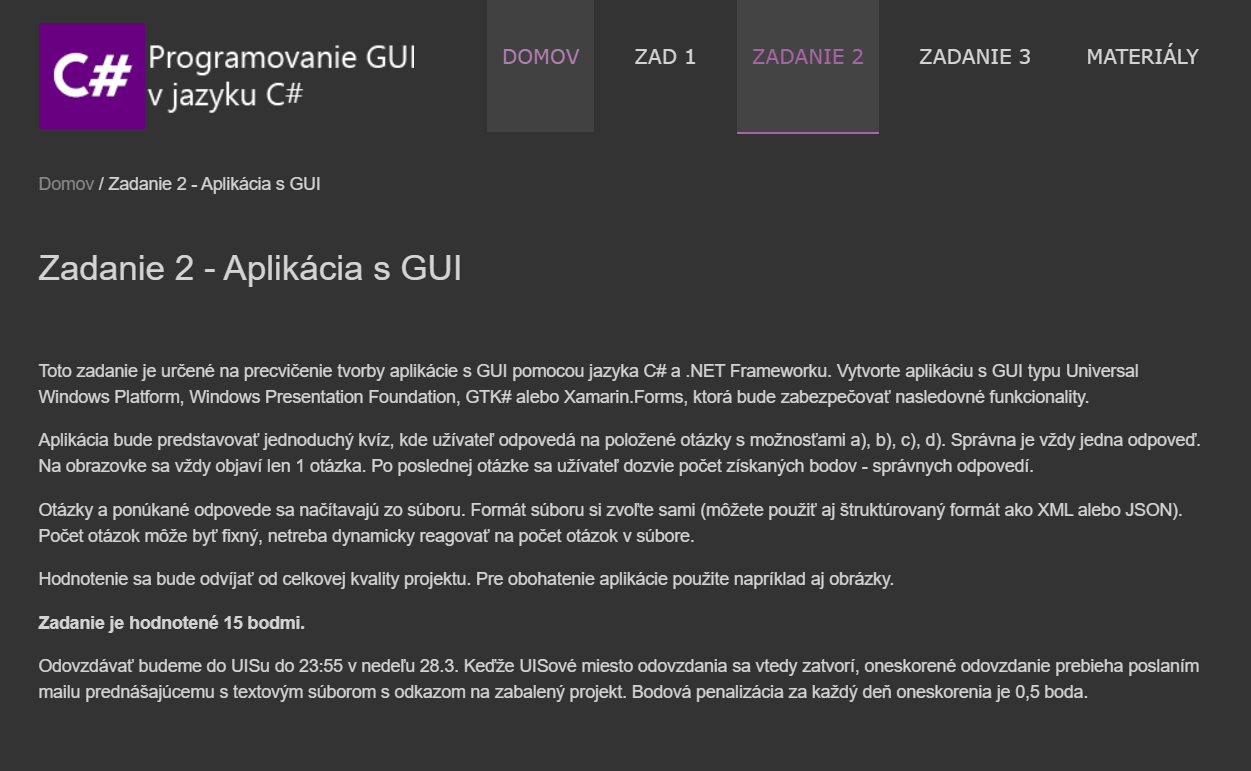 C# Programovanie GUI
v jazyku C#
DOMOV ZAD 1 ZADANIE 2 ZADANIE 3 MATERIÁLY
Domov / Zadanie 2 - Aplikácia s GUI
Zadanie 2 - Aplikácia s GUI
Toto zadanie je určené na precvičenie tvorby aplikácie s GUI pomocou jazyka C# a .NET Frameworku. Vytvorte aplikáciu s GUI typu Universal
Windows Platform, Windows Presentation Foundation, GTK# alebo Xamarin.Forms, ktorá bude zabezpečovať nasledovné funkcionality.
Aplikácia bude predstavovať jednoduchý kvíz, kde užívateľ odpovedá na položené otázky s možnosťami a), b), c), d). Správna je vždy jedna odpoveď.
Na obrazovke sa vždy objaví len 1 otázka. Po poslednej otázke sa užívateľ dozvie počet získaných bodov - správnych odpovedí.
Otázky a ponúkané odpovede sa načítavajú zo súboru. Formát súboru si zvoľte sami (môžete použiť aj štruktúrovaný formát ako XML alebo JSON).
Počet otázok môže byť fixný, netreba dynamicky reagovať na počet otázok v súbore.
Hodnotenie sa bude odvíjať od celkovej kvality projektu. Pre obohatenie aplikácie použite napríklad aj obrázky.
Zadanie je hodnotené 15 bodmi.
Odovzdávať budeme do UISu do 23:55 v nedeľu 28.3. Keďže UISové miesto odovzdania sa vtedy zatvorí, oneskorené odovzdanie prebieha poslaním
mailu prednášajúcemu s textovým súborom s odkazom na zabalený projekt. Bodová penalizácia za každý deň oneskorenia je 0,5 boda.